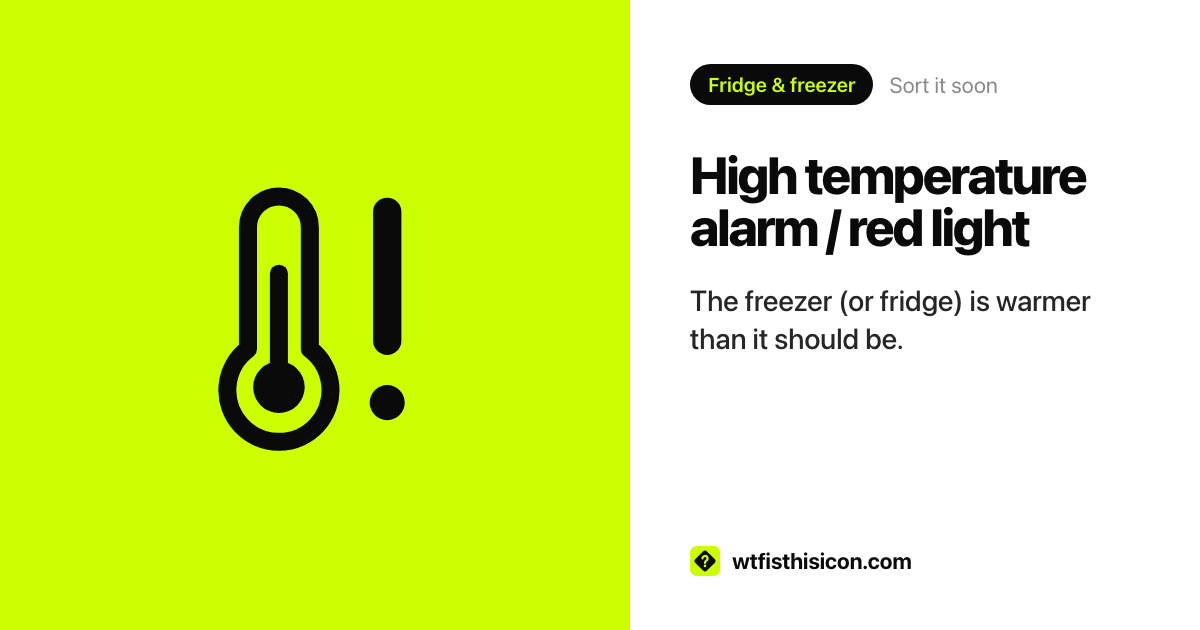 Fridge & freezer
Sort it soon
High temperature
alarm / red light
The freezer (or fridge) is warmer
than it should be.
wtfisthisicon.com